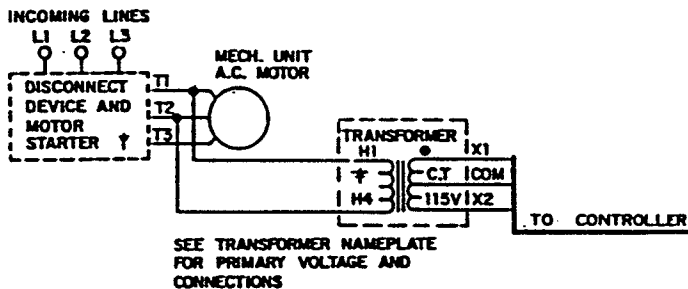 INCOMING LINES
L1 L2 L3
MECH. UNIT
A.C. MOTOR
DISCONNECT
DEVICE AND
MOTOR
STARTER
T1
T2
T3
TRANSFORMER
H1
X1
C.T
COM
H4
115V
X2
TO CONTROLLER
SEE TRANSFORMER NAMEPLATE
FOR PRIMARY VOLTAGE AND
CONNECTIONS